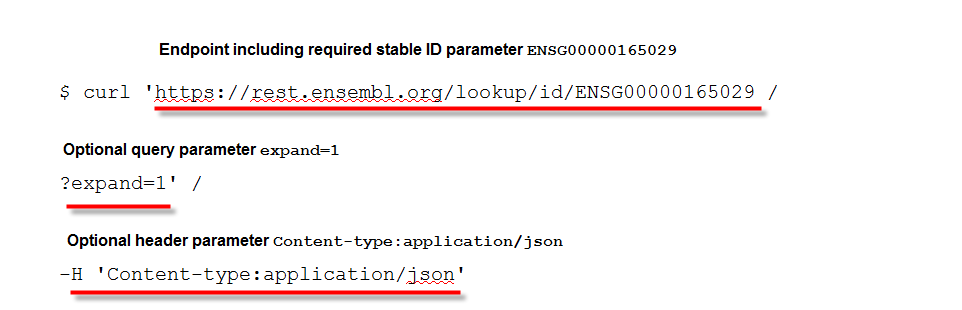 Endpoint including required stable ID parameter ENSG00000165029
$ curl 'https://rest.ensembl.org/lookup/id/ENSG00000165029 /
Optional query parameter expand=1
?expand=1' /
Optional header parameter Content-type:application/json
-H 'Content-type:application/json'